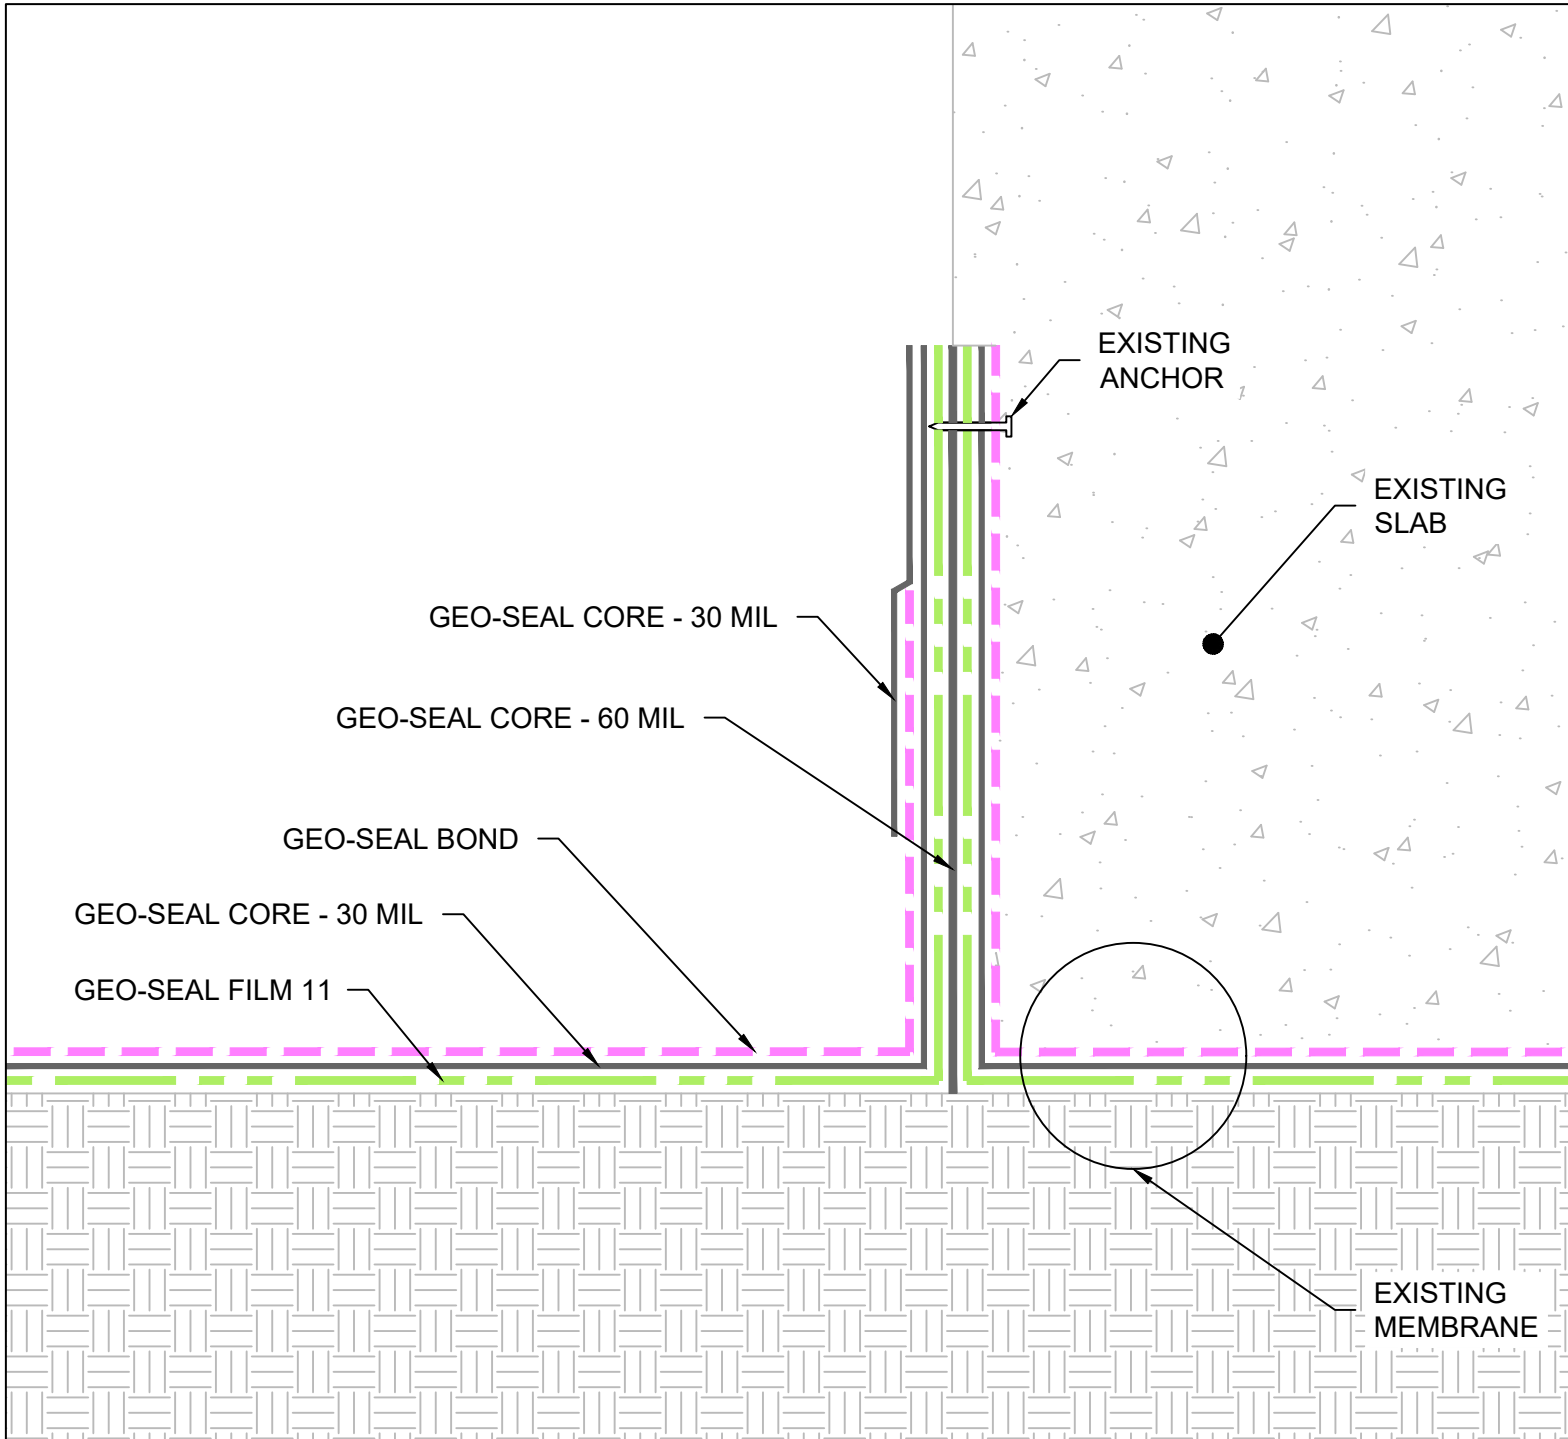 EXISTING
ANCHOR
EXISTING
SLAB
GEO-SEAL CORE - 30 MIL
GEO-SEAL CORE - 60 MIL
GEO-SEAL BOND
GEO-SEAL CORE - 30 MIL
GEO-SEAL FILM 11
EXISTING
MEMBRANE